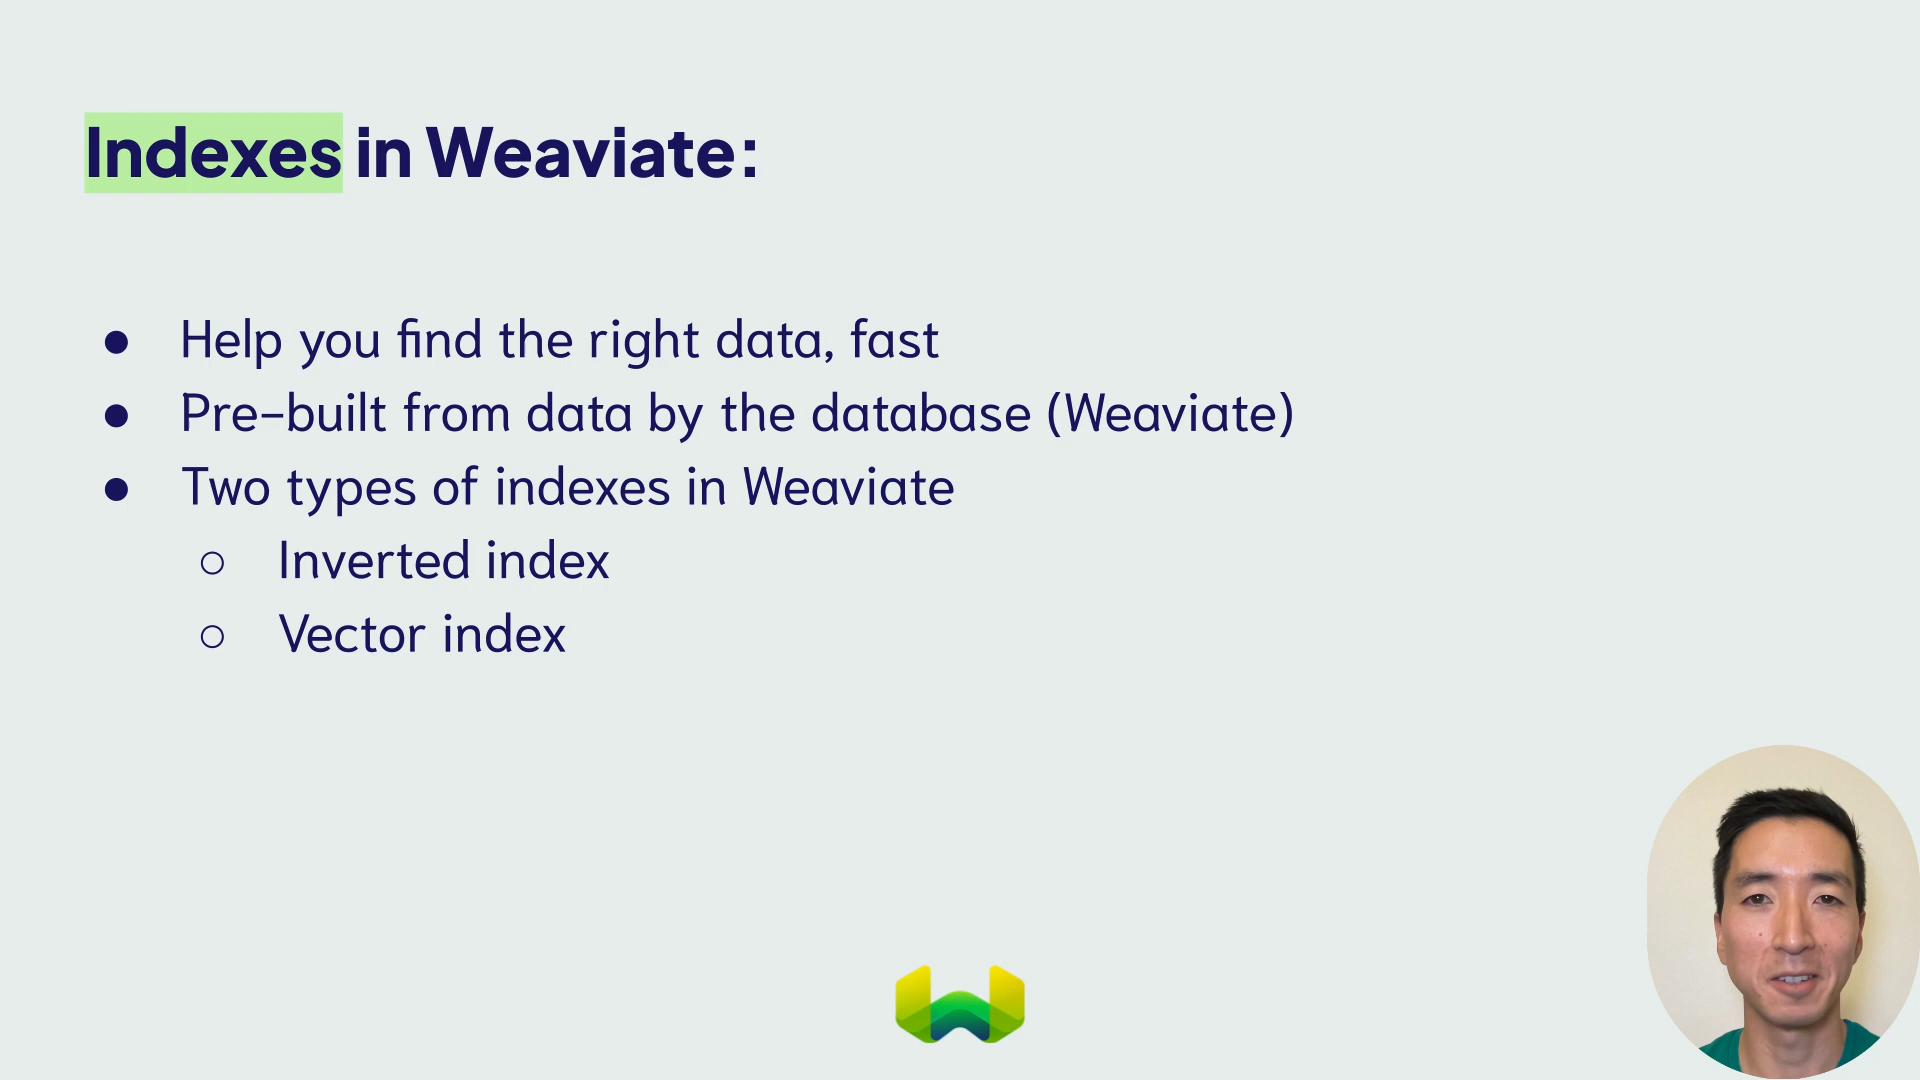 Indexes in Weaviate:
● Help you find the right data, fast
● Pre-built from data by the database (Weaviate)
● Two types of indexes in Weaviate
○ Inverted index
○ Vector index